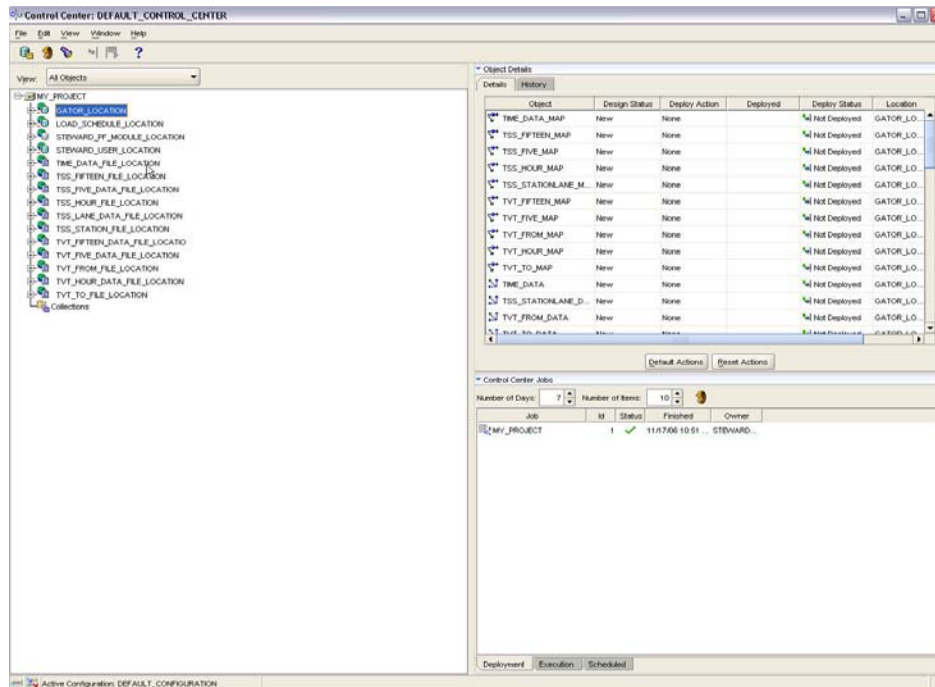 Control Center: DEFAULT_CONTROL_CENTER
File Edit View Window Help
View: All Objects
MY_PROJECT
GATOR_LOCATION
LOAD_SCHEDULE_LOCATION
STEWARD_PF_MODULE_LOCATION
STEWARD_USER_LOCATION
TIME_DATA_FILE_LOCATION
TSS_FIFTEEN_FILE_LOCATION
TSS_FIVE_DATA_FILE_LOCATION
TSS_HOUR_FILE_LOCATION
TSS_LANE_DATA_FILE_LOCATION
TSS_STATION_FILE_LOCATION
TVT_FIFTEEN_DATA_FILE_LOCATIO
TVT_FIVE_DATA_FILE_LOCATION
TVT_FROM_FILE_LOCATION
TVT_HOUR_DATA_FILE_LOCATION
TVT_TO_FILE_LOCATION
Collections
Object Details
Details History
Object Design Status Deploy Action Deployed Deploy Status Location
TIME_DATA_MAP New None Not Deployed GATOR_LO...
TSS_FIFTEEN_MAP New None Not Deployed GATOR_LO...
TSS_FIVE_MAP New None Not Deployed GATOR_LO...
TSS_HOUR_MAP New None Not Deployed GATOR_LO...
TSS_STATIONLANE_M... New None Not Deployed GATOR_LO...
TVT_FIFTEEN_MAP New None Not Deployed GATOR_LO...
TVT_FIVE_MAP New None Not Deployed GATOR_LO...
TVT_FROM_MAP New None Not Deployed GATOR_LO...
TVT_HOUR_MAP New None Not Deployed GATOR_LO...
TVT_TO_MAP New None Not Deployed GATOR_LO...
TIME_DATA New None Not Deployed GATOR_LO...
TSS_STATIONLANE_D... New None Not Deployed GATOR_LO...
TVT_FROM_DATA New None Not Deployed GATOR_LO...
Default Actions Reset Actions
Control Center Jobs
Number of Days: 7 Number of Items: 10
Job Id Status Finished Owner
MY_PROJECT 1 11/17/06 10:51 ... STEWARD...
Deployment Execution Scheduled
Active Configuration: DEFAULT_CONFIGURATION